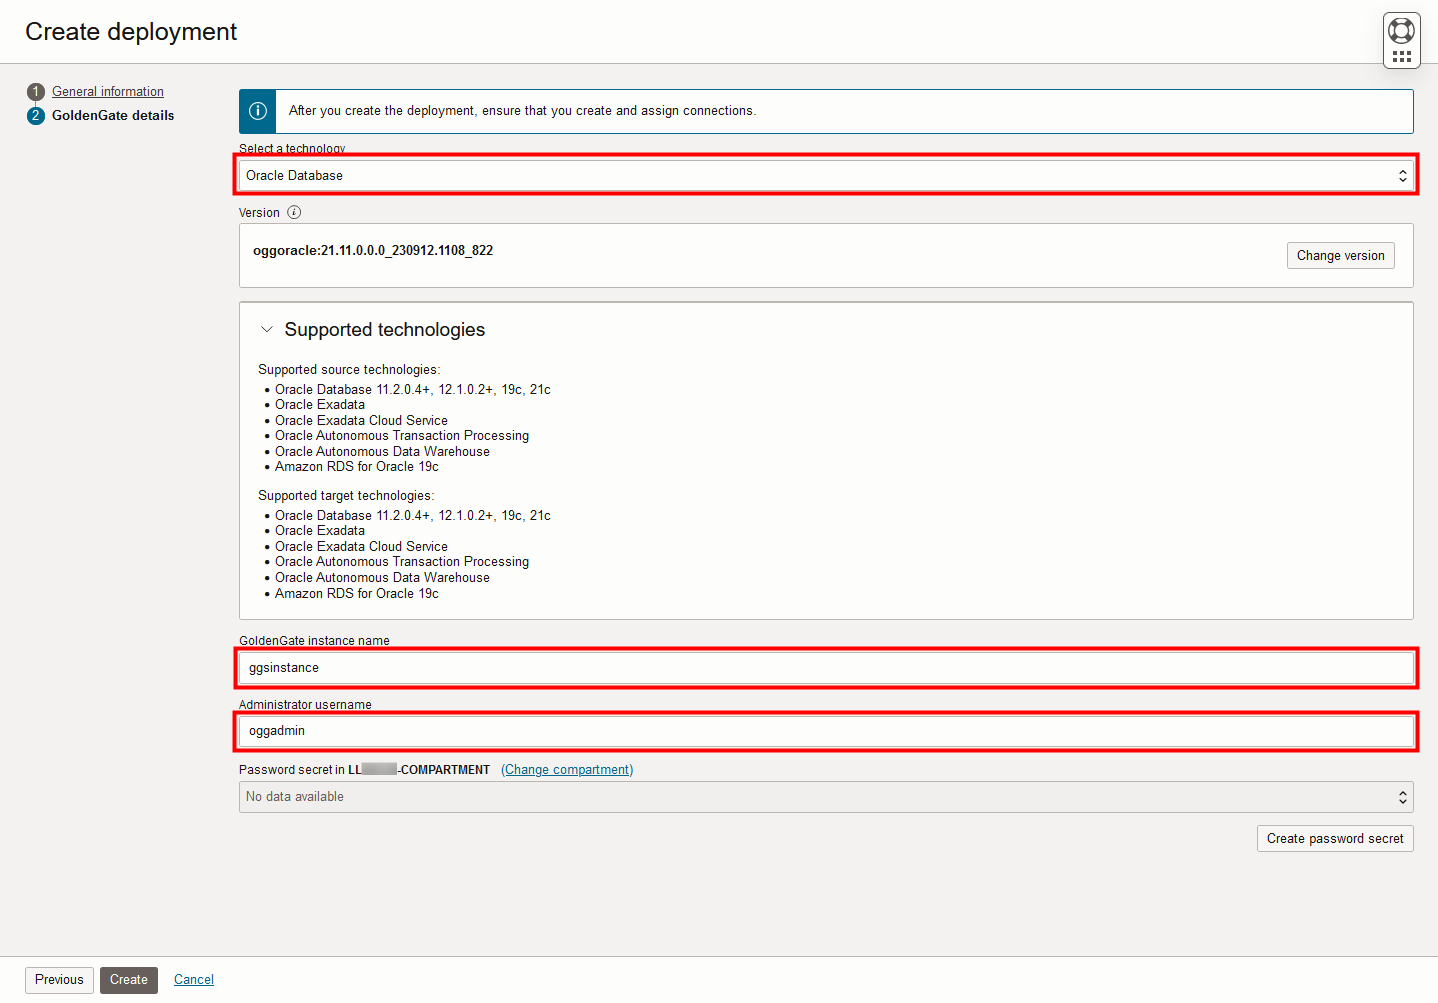 Create deployment
1 General information
2 GoldenGate details
After you create the deployment, ensure that you create and assign connections.
Select a technology
Oracle Database
Version
oggoracle:21.11.0.0.0_230912.1108_822
Change version
Supported technologies
Supported source technologies:
• Oracle Database 11.2.0.4+, 12.1.0.2+, 19c, 21c
• Oracle Exadata
• Oracle Exadata Cloud Service
• Oracle Autonomous Transaction Processing
• Oracle Autonomous Data Warehouse
• Amazon RDS for Oracle 19c
Supported target technologies:
• Oracle Database 11.2.0.4+, 12.1.0.2+, 19c, 21c
• Oracle Exadata
• Oracle Exadata Cloud Service
• Oracle Autonomous Transaction Processing
• Oracle Autonomous Data Warehouse
• Amazon RDS for Oracle 19c
GoldenGate instance name
ggsinstance
Administrator username
oggadmin
Password secret in LL -COMPARTMENT (Change compartment)
No data available
Create password secret
Previous Create Cancel